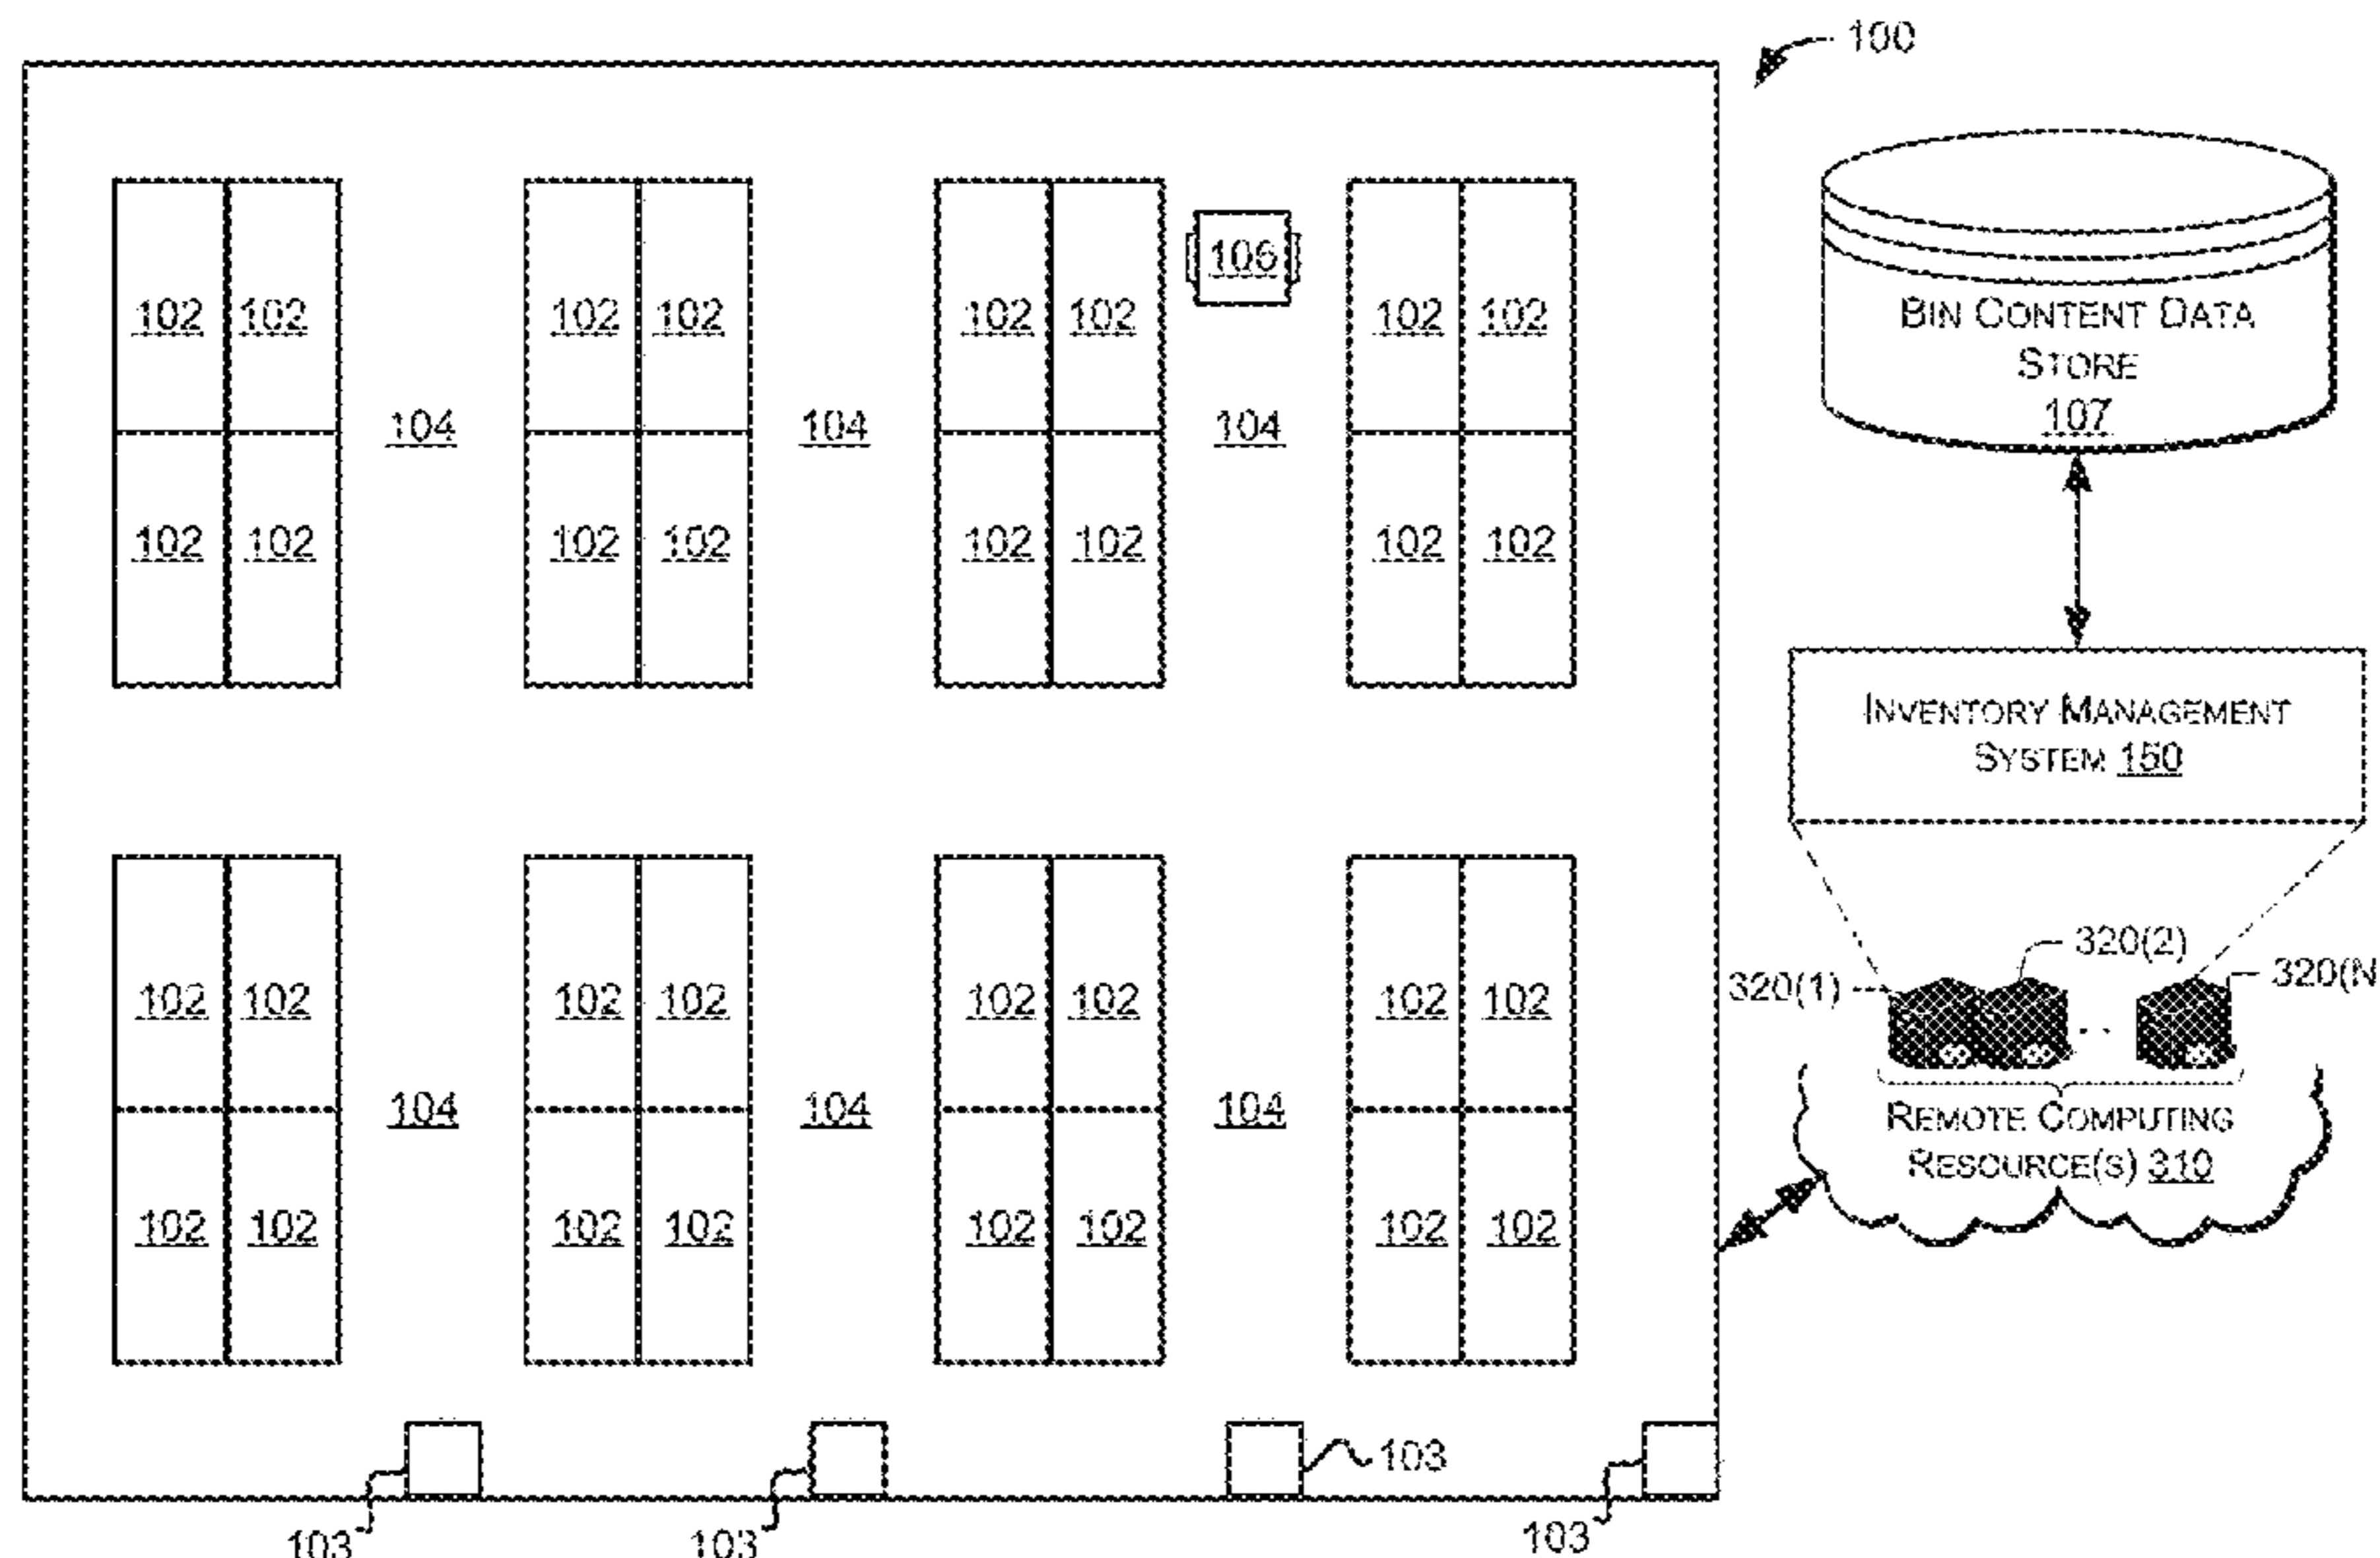 100
102 102 102 102 102 102 106 102 102
BIN CONTENT DATA
STORE
107
104 104 104
102 102 102 102 102 102 102 102
INVENTORY MANAGEMENT
SYSTEM 150
320(2)
320(1) 320(N
102 102 102 102 102 102 102 102
104 104 104
REMOTE COMPUTING
RESOURCE(S) 310
102 102 102 102 102 102 102 102
103
103 103 103